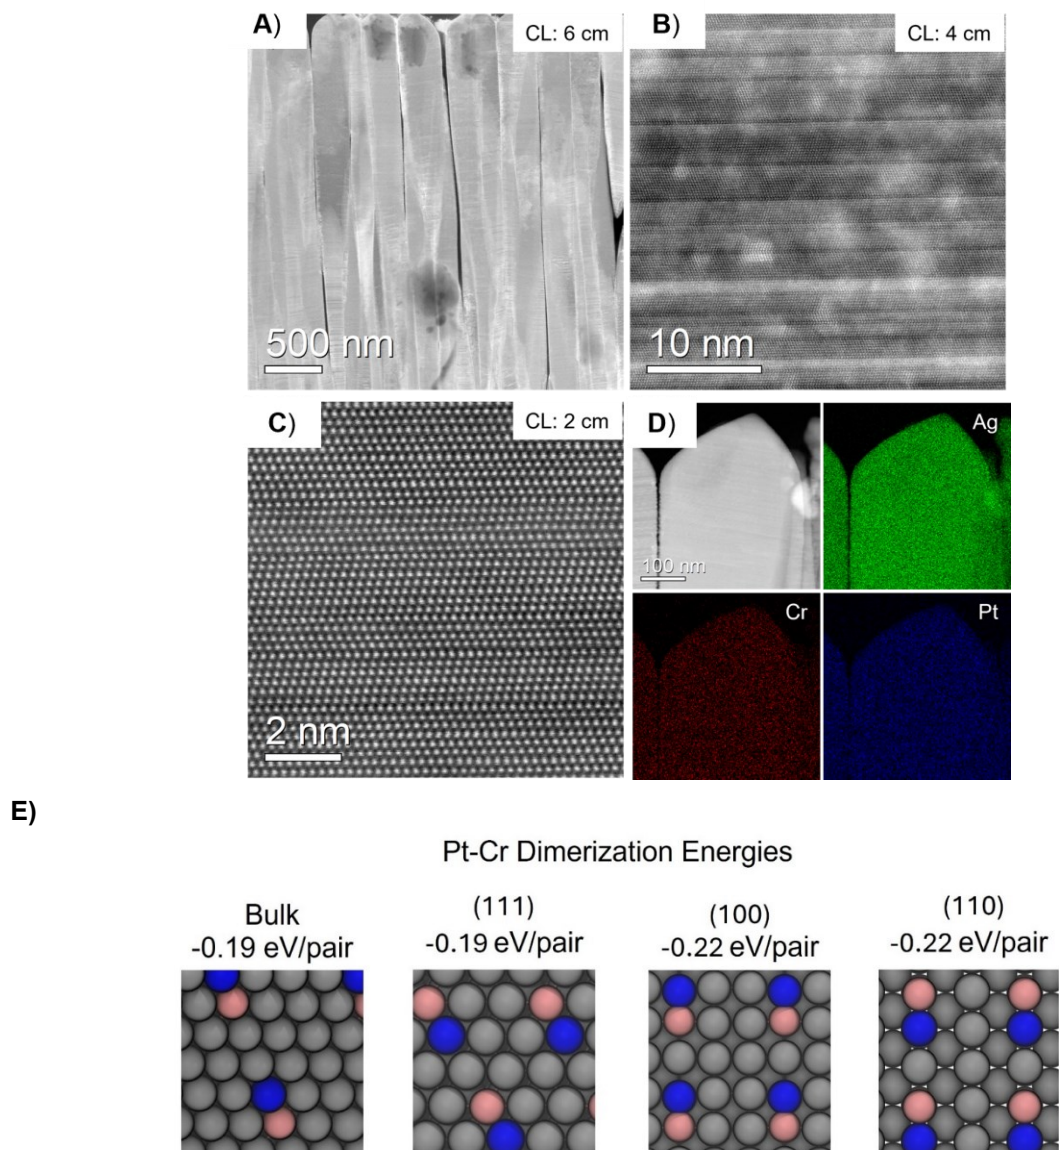 A) CL: 6 cm
500 nm
B) CL: 4 cm
10 nm
C) CL: 2 cm
2 nm
D)
100 nm
Ag
Cr
Pt
E)
Pt-Cr Dimerization Energies
Bulk
-0.19 eV/pair
(111)
-0.19 eV/pair
(100)
-0.22 eV/pair
(110)
-0.22 eV/pair